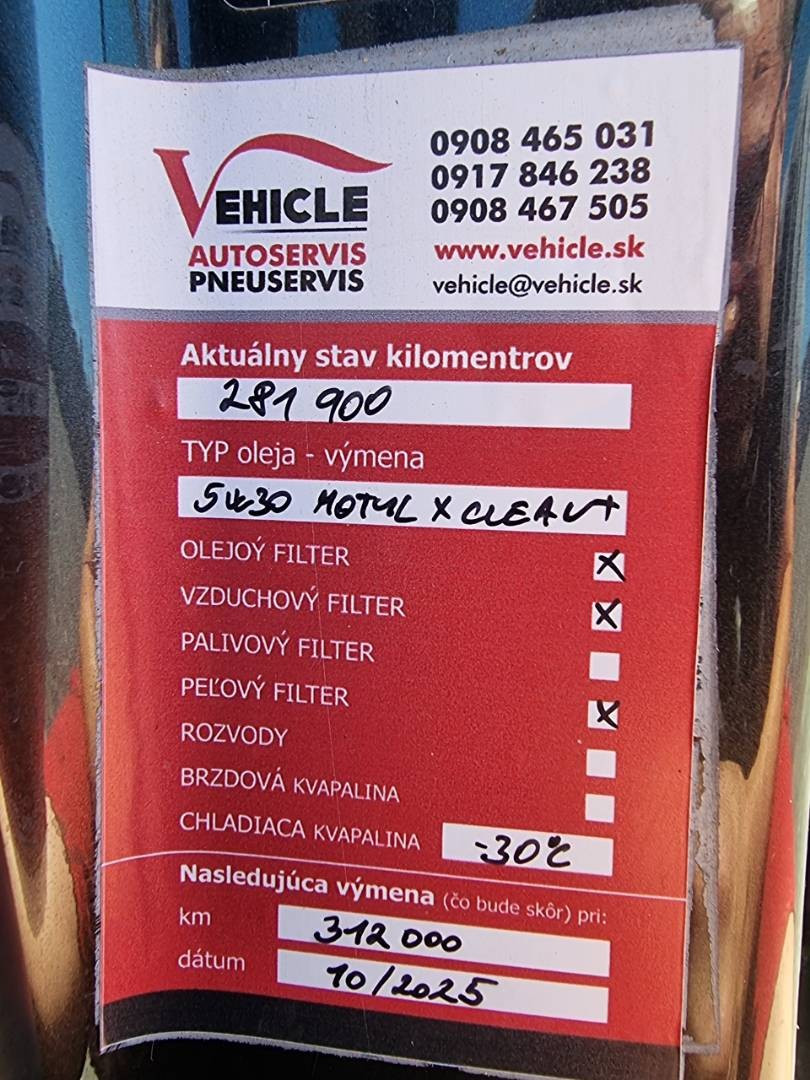 VEHICLE
AUTOSERVIS
PNEUSERVIS
0908 465 031
0917 846 238
0908 467 505
www.vehicle.sk
vehicle@vehicle.sk
Aktuálny stav kilomentrov
281 900
TYP oleja - výmena
5W30 MOTUL X CLEAN+
OLEJOÝ FILTER X
VZDUCHOVÝ FILTER X
PALIVOVÝ FILTER
PEĽOVÝ FILTER X
ROZVODY
BRZDOVÁ KVAPALINA
CHLADIACA KVAPALINA -30°C
Nasledujúca výmena (čo bude skôr) pri:
km 312 000
dátum 10/2025